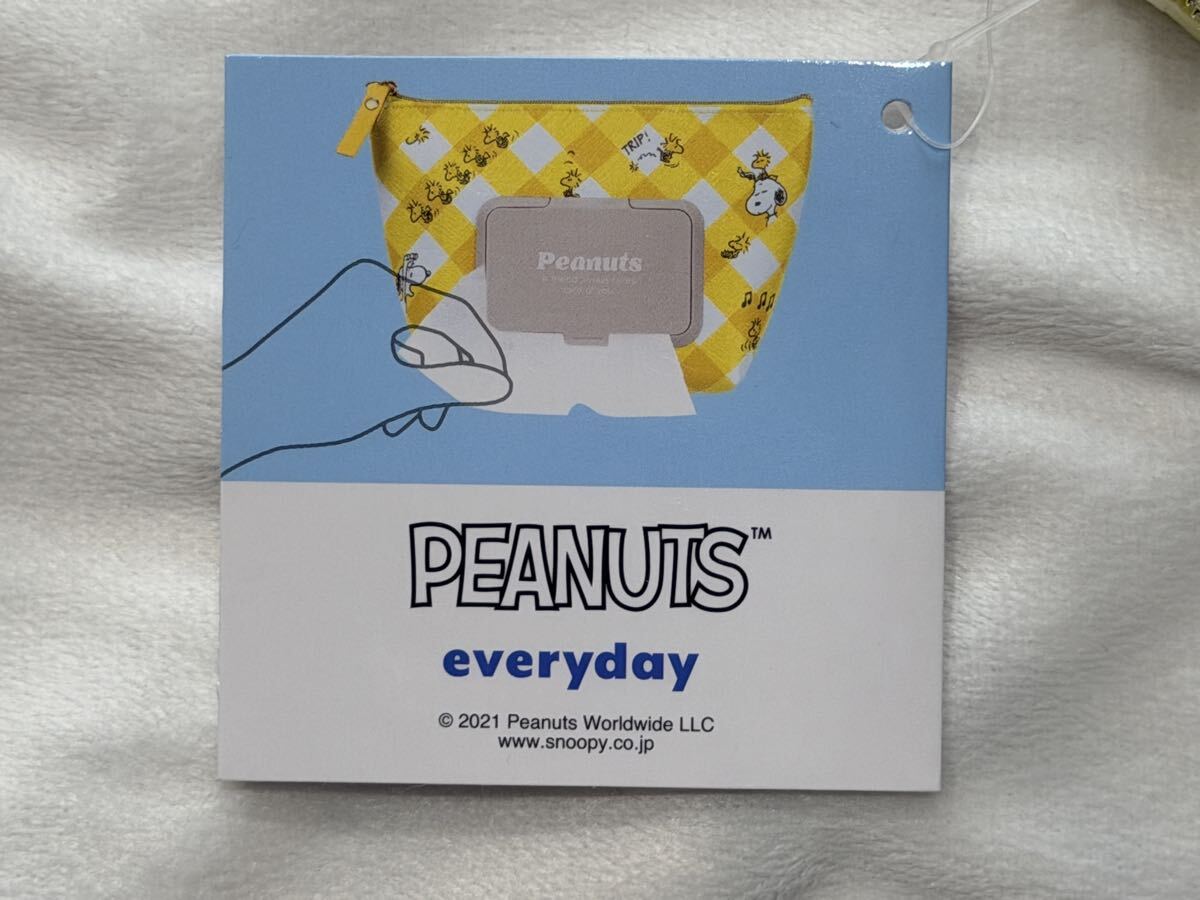 TRIP!
Peanuts
PEANUTS™
everyday
© 2021 Peanuts Worldwide LLC
www.snoopy.co.jp